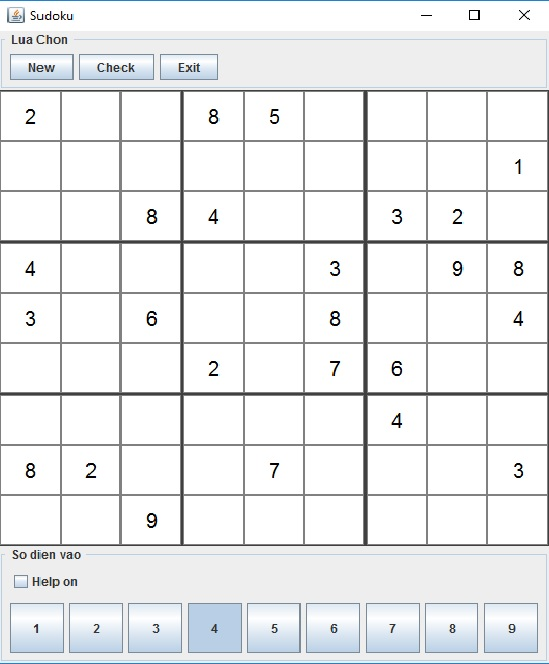 Sudoku
Lua Chon
New Check Exit
2 8 5
1
8 4 3 2
4 3 9 8
3 6 8 4
2 7 6
4
8 2 7 3
9
So dien vao
Help on
1 2 3 4 5 6 7 8 9